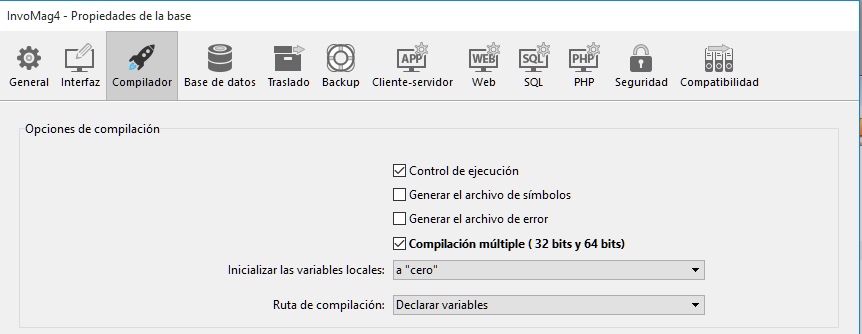 InvoMag4 - Propiedades de la base
General Interfaz Compilador Base de datos Traslado Backup Cliente-servidor Web SQL PHP Seguridad Compatibilidad
APP WEB SQL PHP
Opciones de compilación
Control de ejecución
Generar el archivo de símbolos
Generar el archivo de error
Compilación múltiple ( 32 bits y 64 bits)
Inicializar las variables locales: a "cero"
Ruta de compilación: Declarar variables